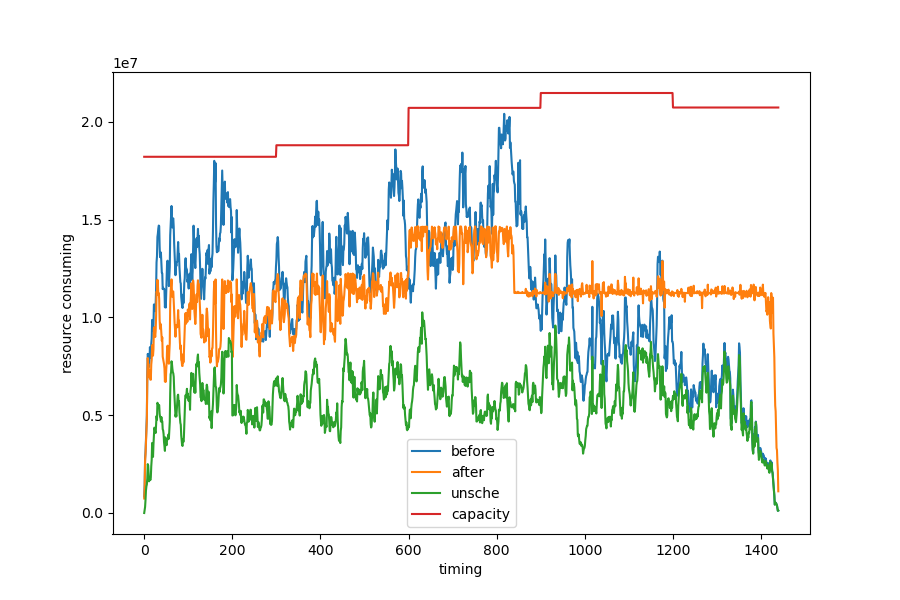 1e7
2.0
1.5
1.0
0.5
0.0
resource consuming
0 200 400 600 800 1000 1200 1400
timing
before
after
unsche
capacity